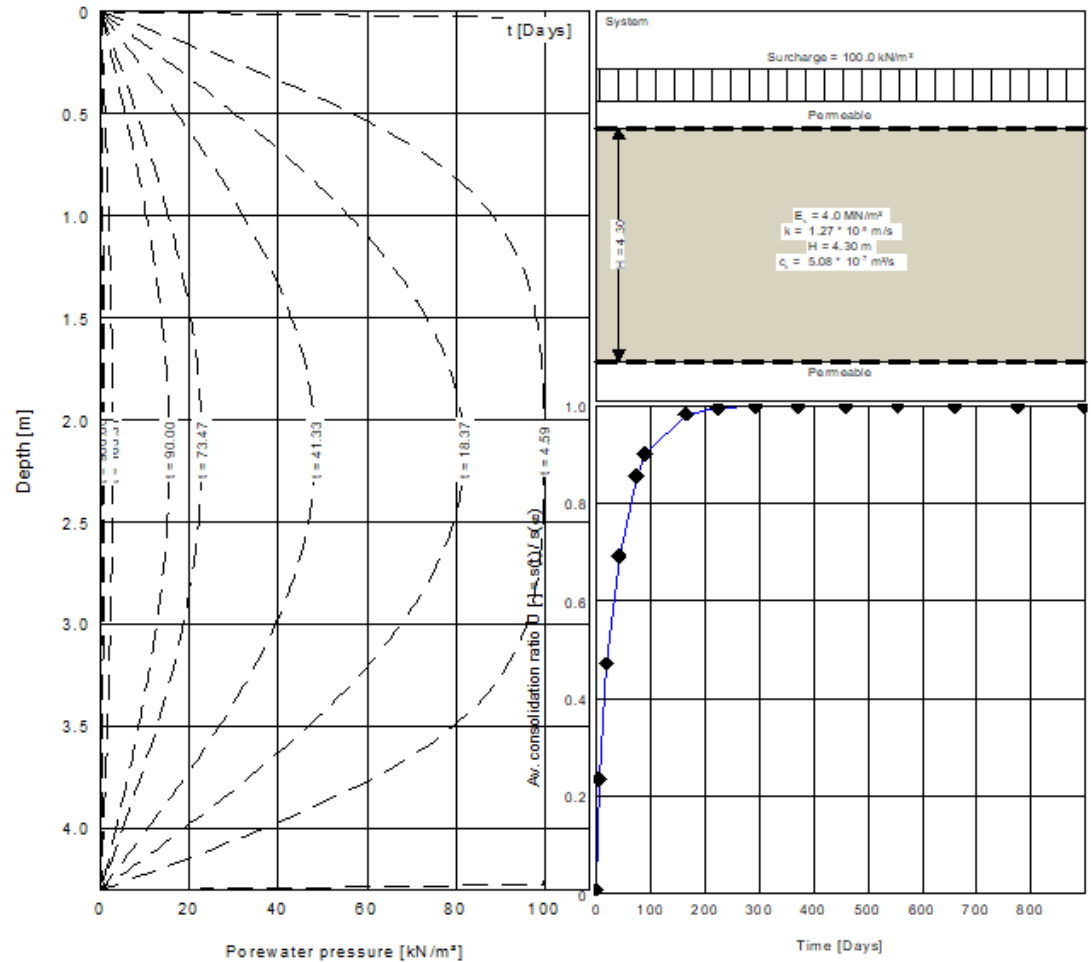 t [Days]
0
0.5
1.0
1.5
2.0
2.5
3.0
3.5
4.0
Depth [m]
t = 90.00
t = 73.47
t = 41.33
t = 18.37
t = 4.59
0 20 40 60 80 100
Porewater pressure [kN/m²]
System
Surcharge = 100.0 kN/m²
Permeable
H = 4.30
E = 4.0 MN/m²
k = 1.27 * 10 m/s
H = 4.30 m
c = 5.08 * 10⁻⁷ m²/s
Permeable
1.0
0.8
0.6
0.4
0.2
0
Av. consolidation ratio U [-] = s(t) / s(∞)
0 100 200 300 400 500 600 700 800
Time [Days]